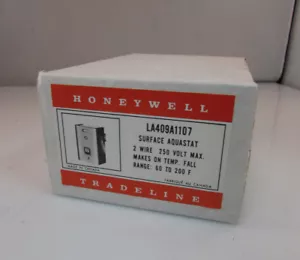 HONEYWELL
LA409A1107
SURFACE AQUASTAT
2 WIRE 250 VOLT MAX.
MAKES ON TEMP. FALL
RANGE: 60 TO 200 F
TRADELINE